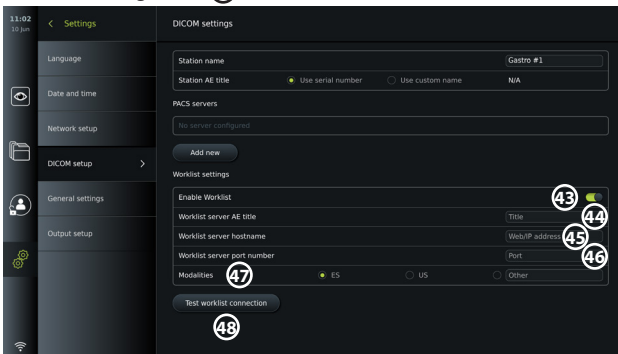 11:02
10 Jun
Settings
DICOM settings
Language
Date and time
Network setup
DICOM setup
General settings
Output setup
Station name
Gastro #1
Station AE title
Use serial number
Use custom name
N/A
PACS servers
No server configured
Add new
Worklist settings
Enable Worklist
43
Worklist server AE title
Title
44
Worklist server hostname
Web/IP address
45
Worklist server port number
Port
46
Modalities
47
ES
US
Other
Test worklist connection
48